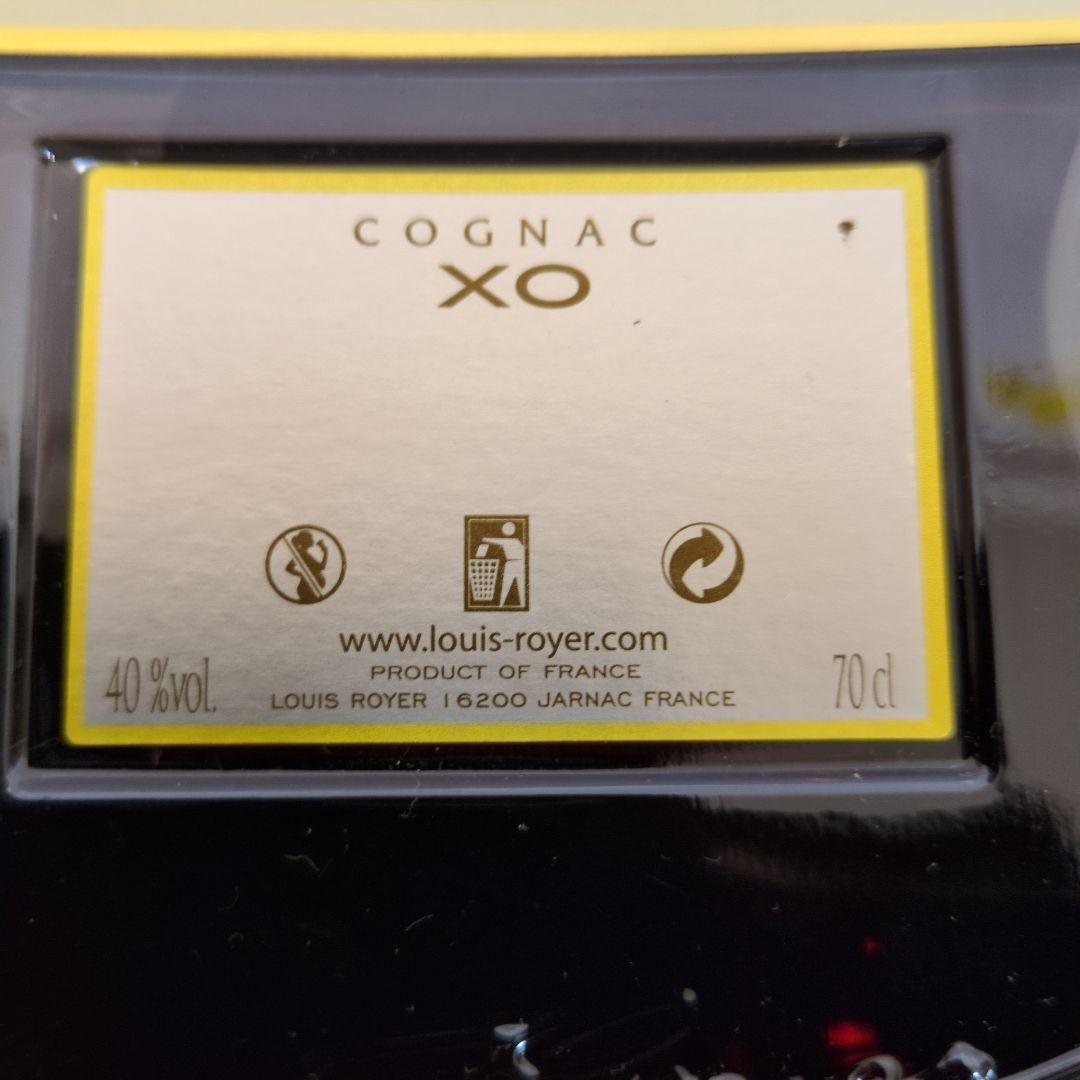 COGNAC
XO
www.louis-royer.com
PRODUCT OF FRANCE
40 %vol.
LOUIS ROYER 16200 JARNAC FRANCE
70 cl